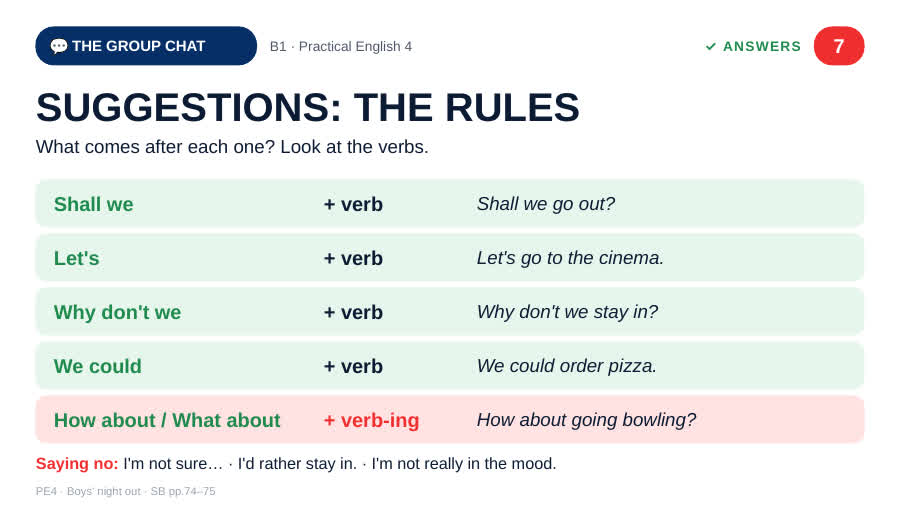 💬 THE GROUP CHAT B1 · Practical English 4 ✓ ANSWERS 7
SUGGESTIONS: THE RULES
What comes after each one? Look at the verbs.
Shall we + verb Shall we go out?
Let's + verb Let's go to the cinema.
Why don't we + verb Why don't we stay in?
We could + verb We could order pizza.
How about / What about + verb-ing How about going bowling?
Saying no: I'm not sure… · I'd rather stay in. · I'm not really in the mood.
PE4 · Boys' night out · SB pp.74–75